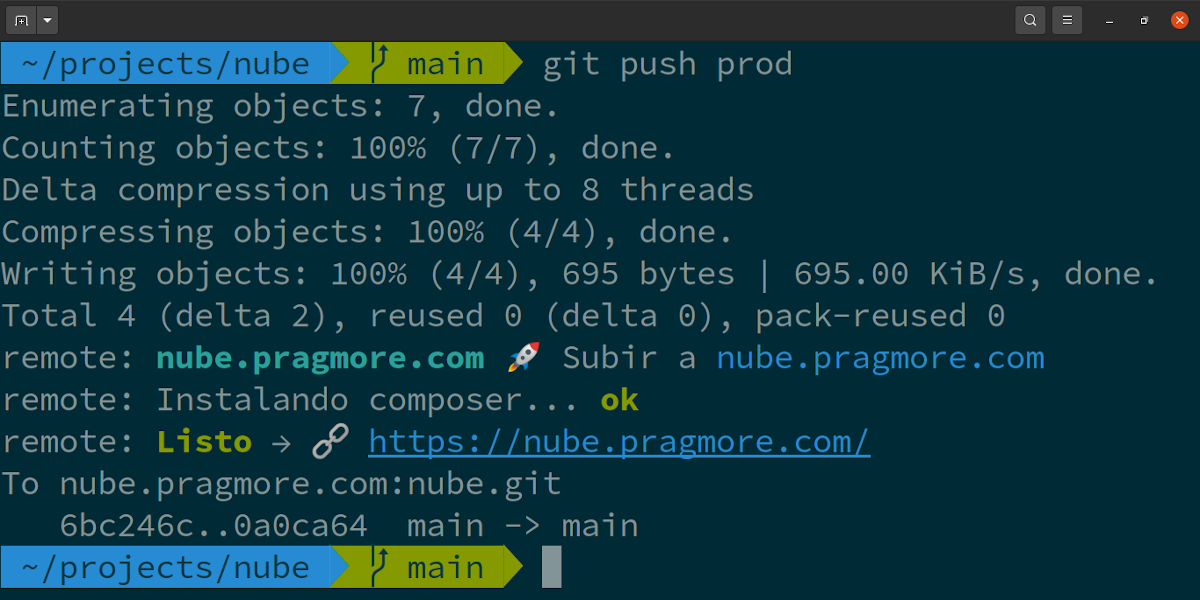 ~/projects/nube main git push prod
Enumerating objects: 7, done.
Counting objects: 100% (7/7), done.
Delta compression using up to 8 threads
Compressing objects: 100% (4/4), done.
Writing objects: 100% (4/4), 695 bytes | 695.00 KiB/s, done.
Total 4 (delta 2), reused 0 (delta 0), pack-reused 0
remote: nube.pragmore.com 🚀 Subir a nube.pragmore.com
remote: Instalando composer... ok
remote: Listo → 🔗 https://nube.pragmore.com/
To nube.pragmore.com:nube.git
   6bc246c..0a0ca64  main -> main
~/projects/nube main